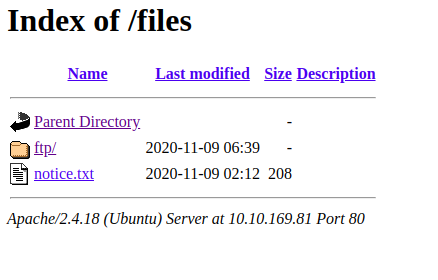 Index of /files
Name Last modified Size Description
Parent Directory -
ftp/ 2020-11-09 06:39 -
notice.txt 2020-11-09 02:12 208
Apache/2.4.18 (Ubuntu) Server at 10.10.169.81 Port 80